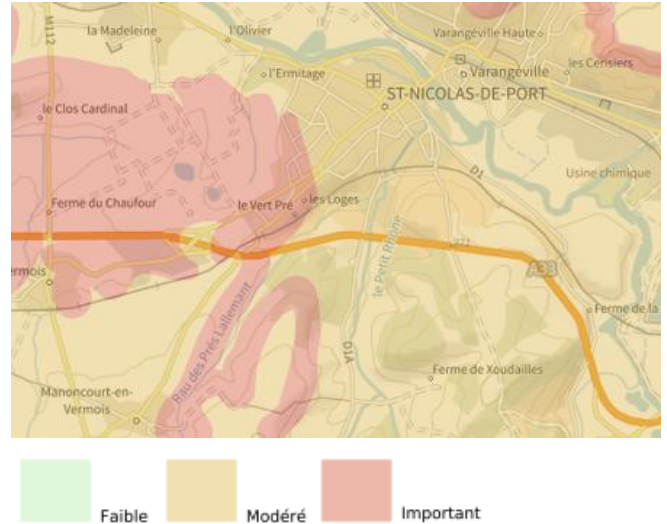 M112
la Madeleine
l'Olivier
Varangéville Haute
l'Ermitage
Varangéville
les Cerisiers
ST-NICOLAS-DE-PORT
le Clos Cardinal
D1
Usine chimique
Ferme du Chaufour
le Vert Pré
les Loges
le Petit Rhône
A33
ermois
Rau des Prés Lallemant
Ferme de la
D1A
Ferme de Xoudailles
Manoncourt-en-
Vermois
Faible
Modéré
Important